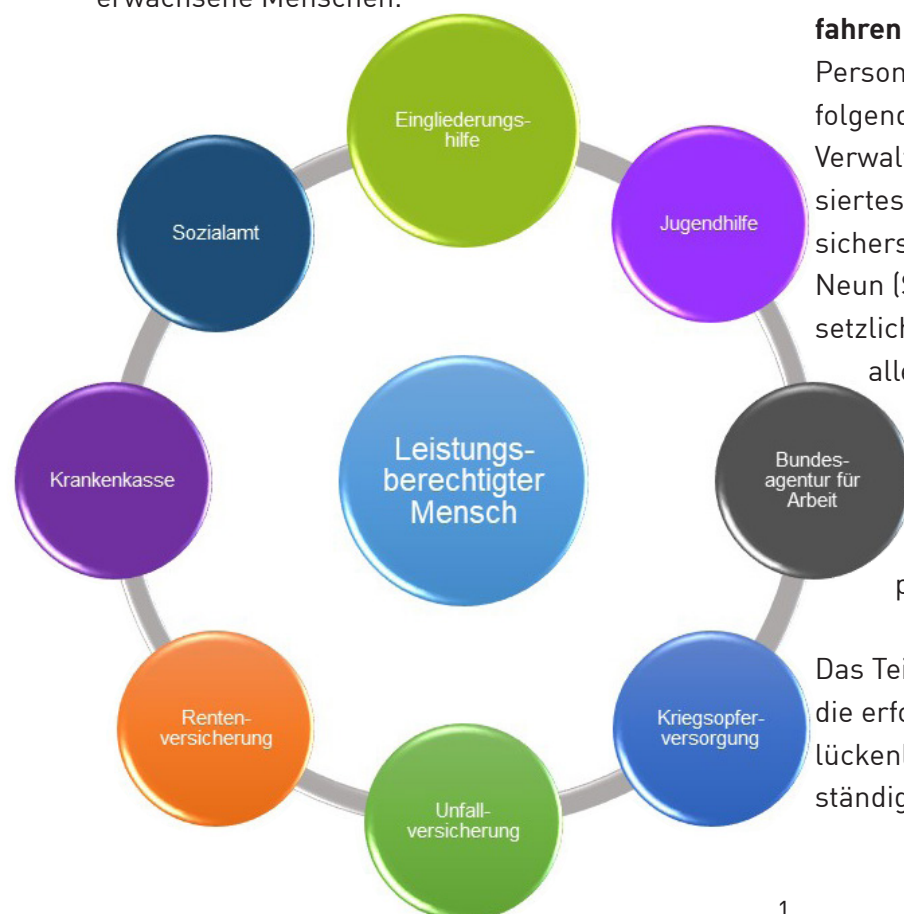 erwachsene Menschen.
Eingliederungs-
hilfe
Jugendhilfe
Bundes-
agentur für
Arbeit
Kriegsopfer-
versorgung
Unfall-
versicherung
Renten-
versicherung
Krankenkasse
Sozialamt
Leistungs-
berechtigter
Mensch
fahren
Person
folgend
Verwal
siertes
sichers
Neun (S
setzlich
alle
p
Das Tei
die erfo
lückenl
ständig
1